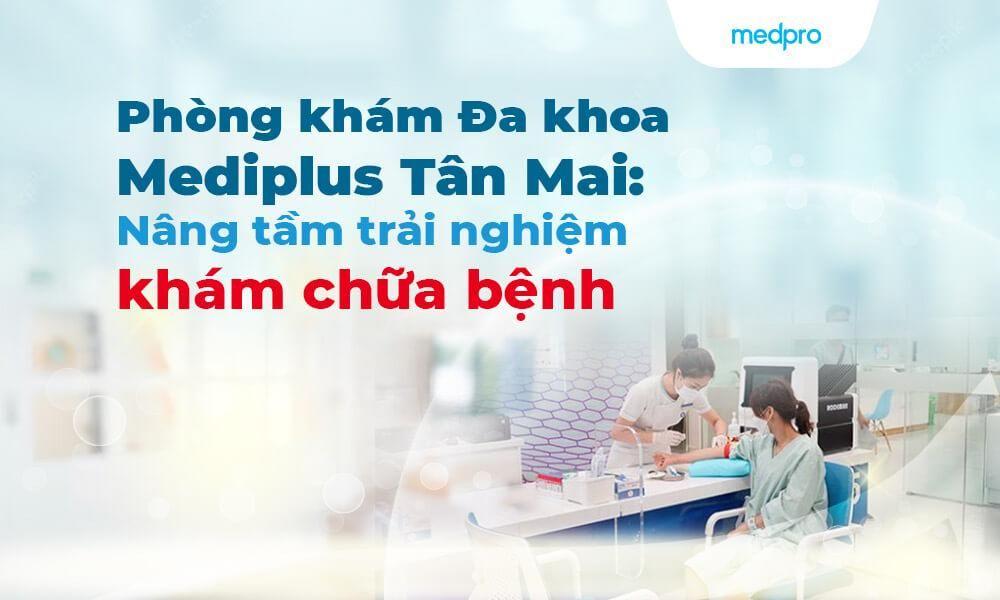 medpro
Phòng khám Đa khoa
Mediplus Tân Mai:
Nâng tầm trải nghiệm
khám chữa bệnh